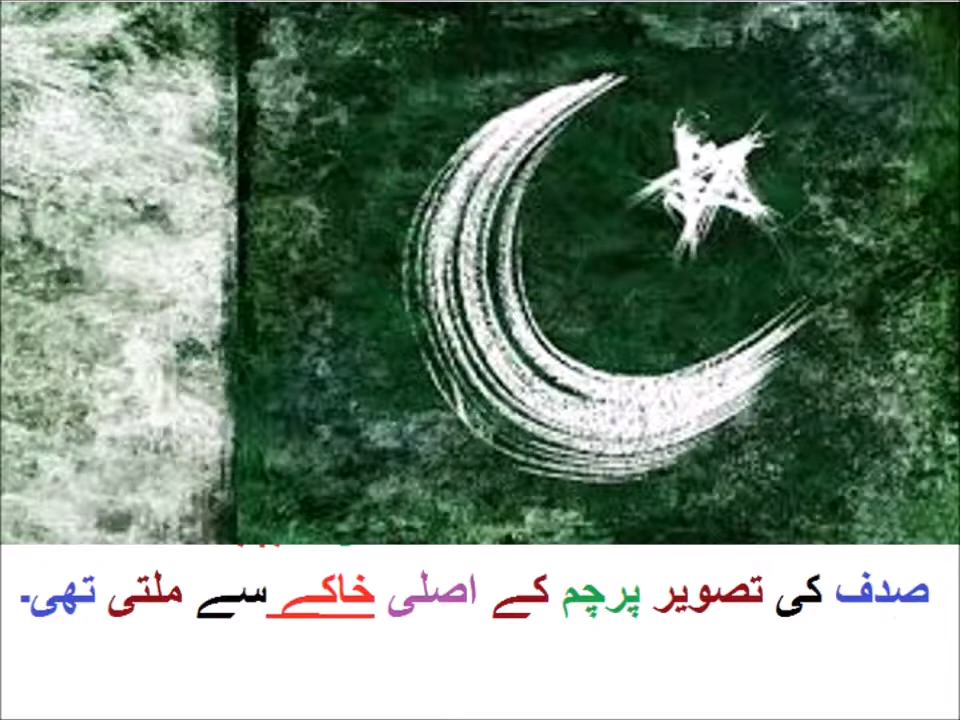 صدف کی تصویر پرچم کے اصلی خاکے سے ملتی تھی۔